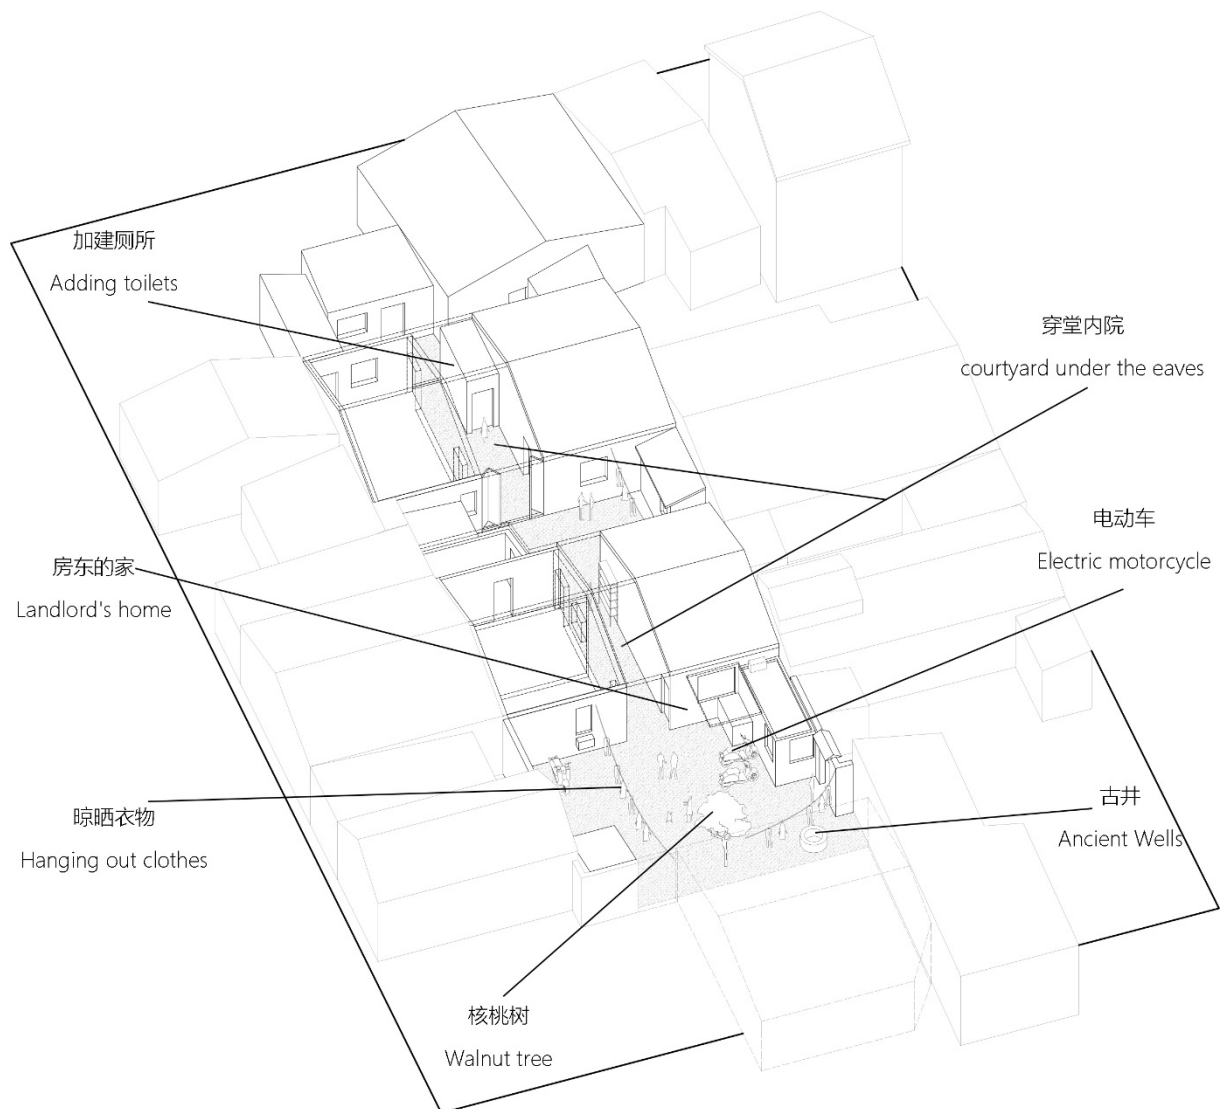 加建厕所
Adding toilets
穿堂内院
courtyard under the eaves
电动车
Electric motorcycle
房东的家
Landlord's home
古井
Ancient Wells
晾晒衣物
Hanging out clothes
核桃树
Walnut tree